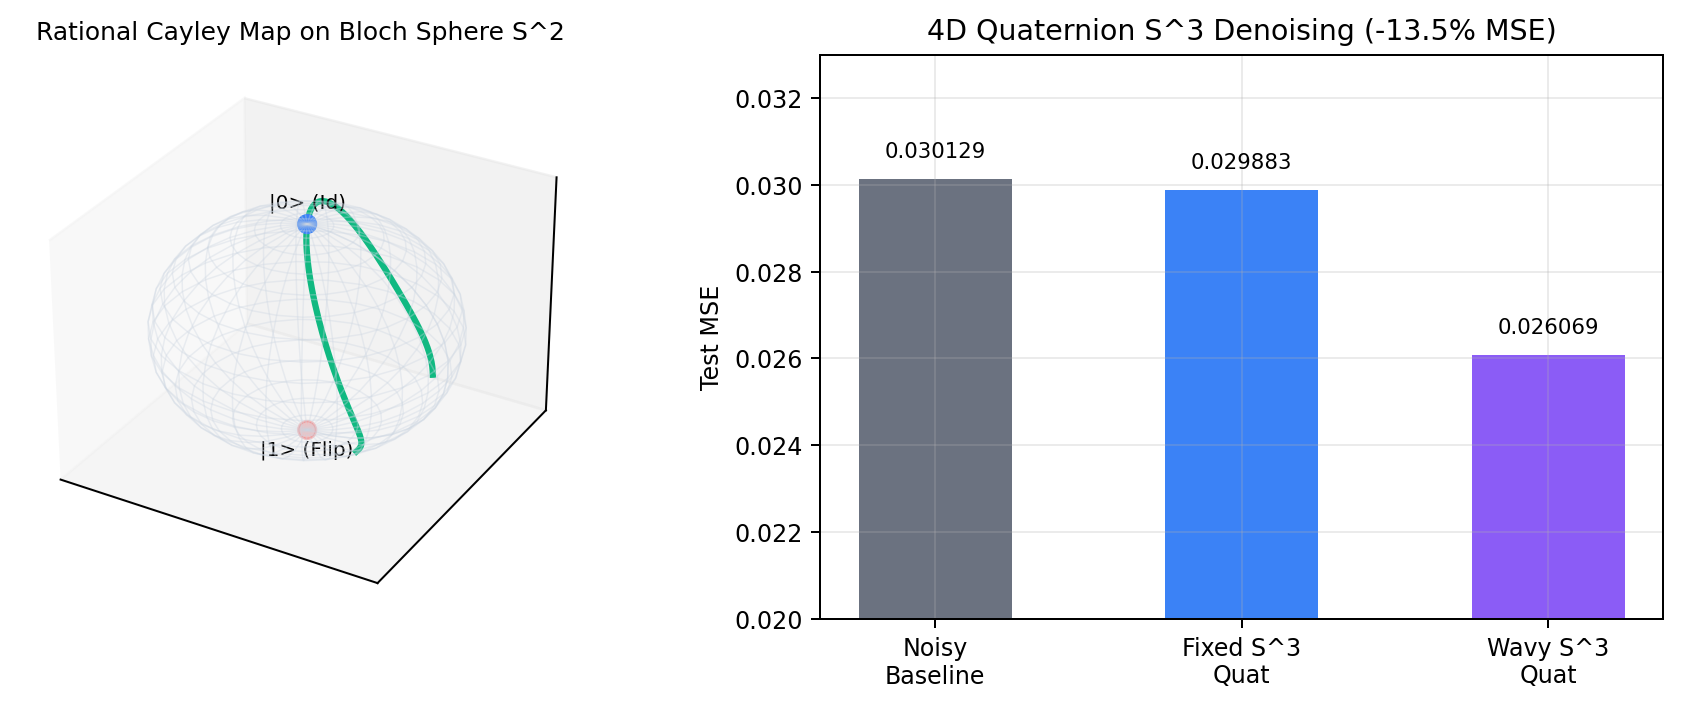 Rational Cayley Map on Bloch Sphere S^2
|0> (Id)
|1> (Flip)
4D Quaternion S^3 Denoising (-13.5% MSE)
Test MSE
0.032
0.030
0.028
0.026
0.024
0.022
0.020
0.030129
0.029883
0.026069
Noisy
Baseline
Fixed S^3
Quat
Wavy S^3
Quat